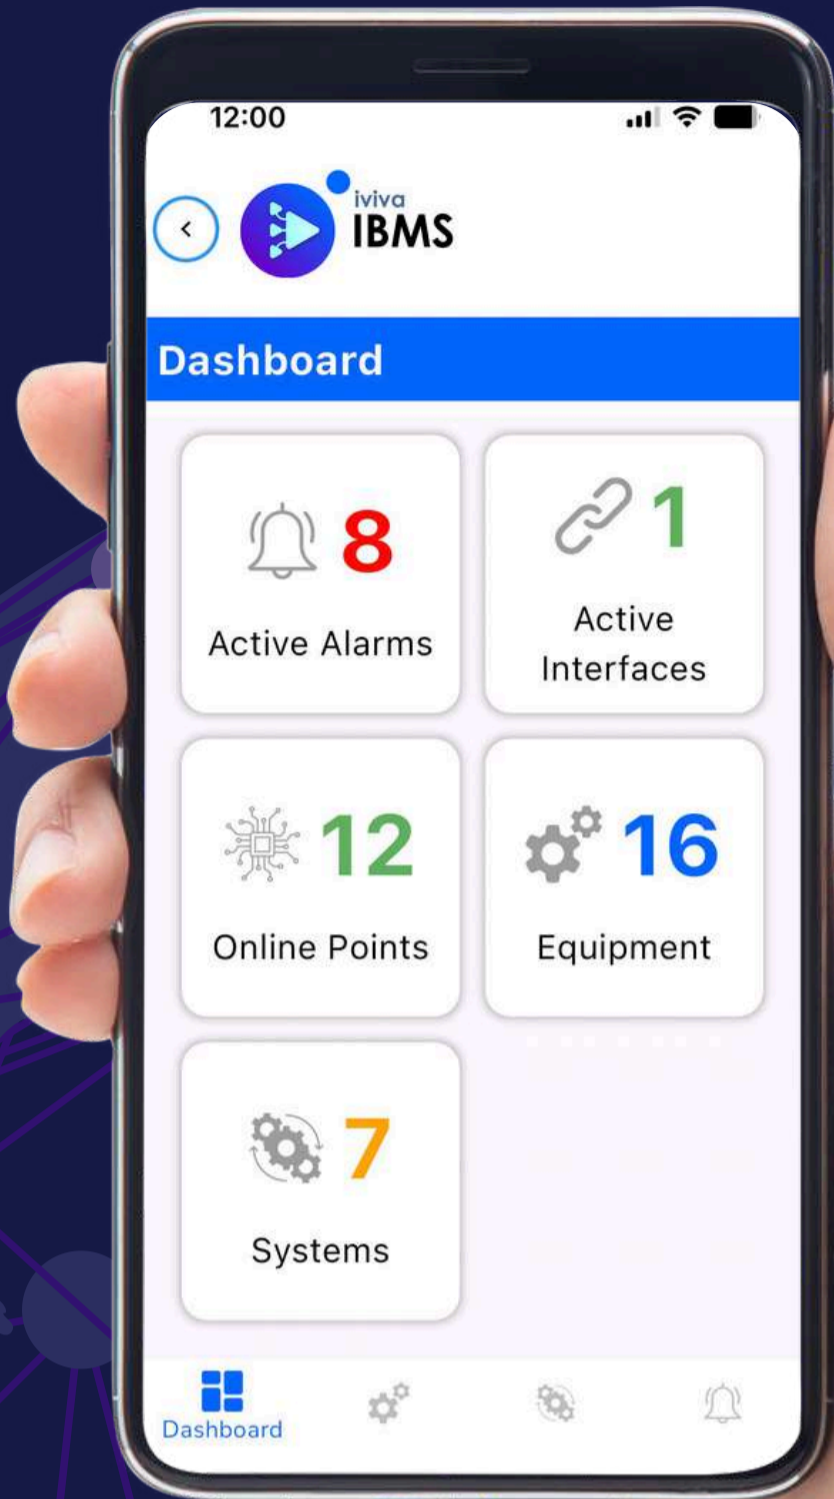 12:00
iviva
IBMS
Dashboard
8
Active Alarms
1
Active
Interfaces
12
Online Points
16
Equipment
7
Systems
Dashboard